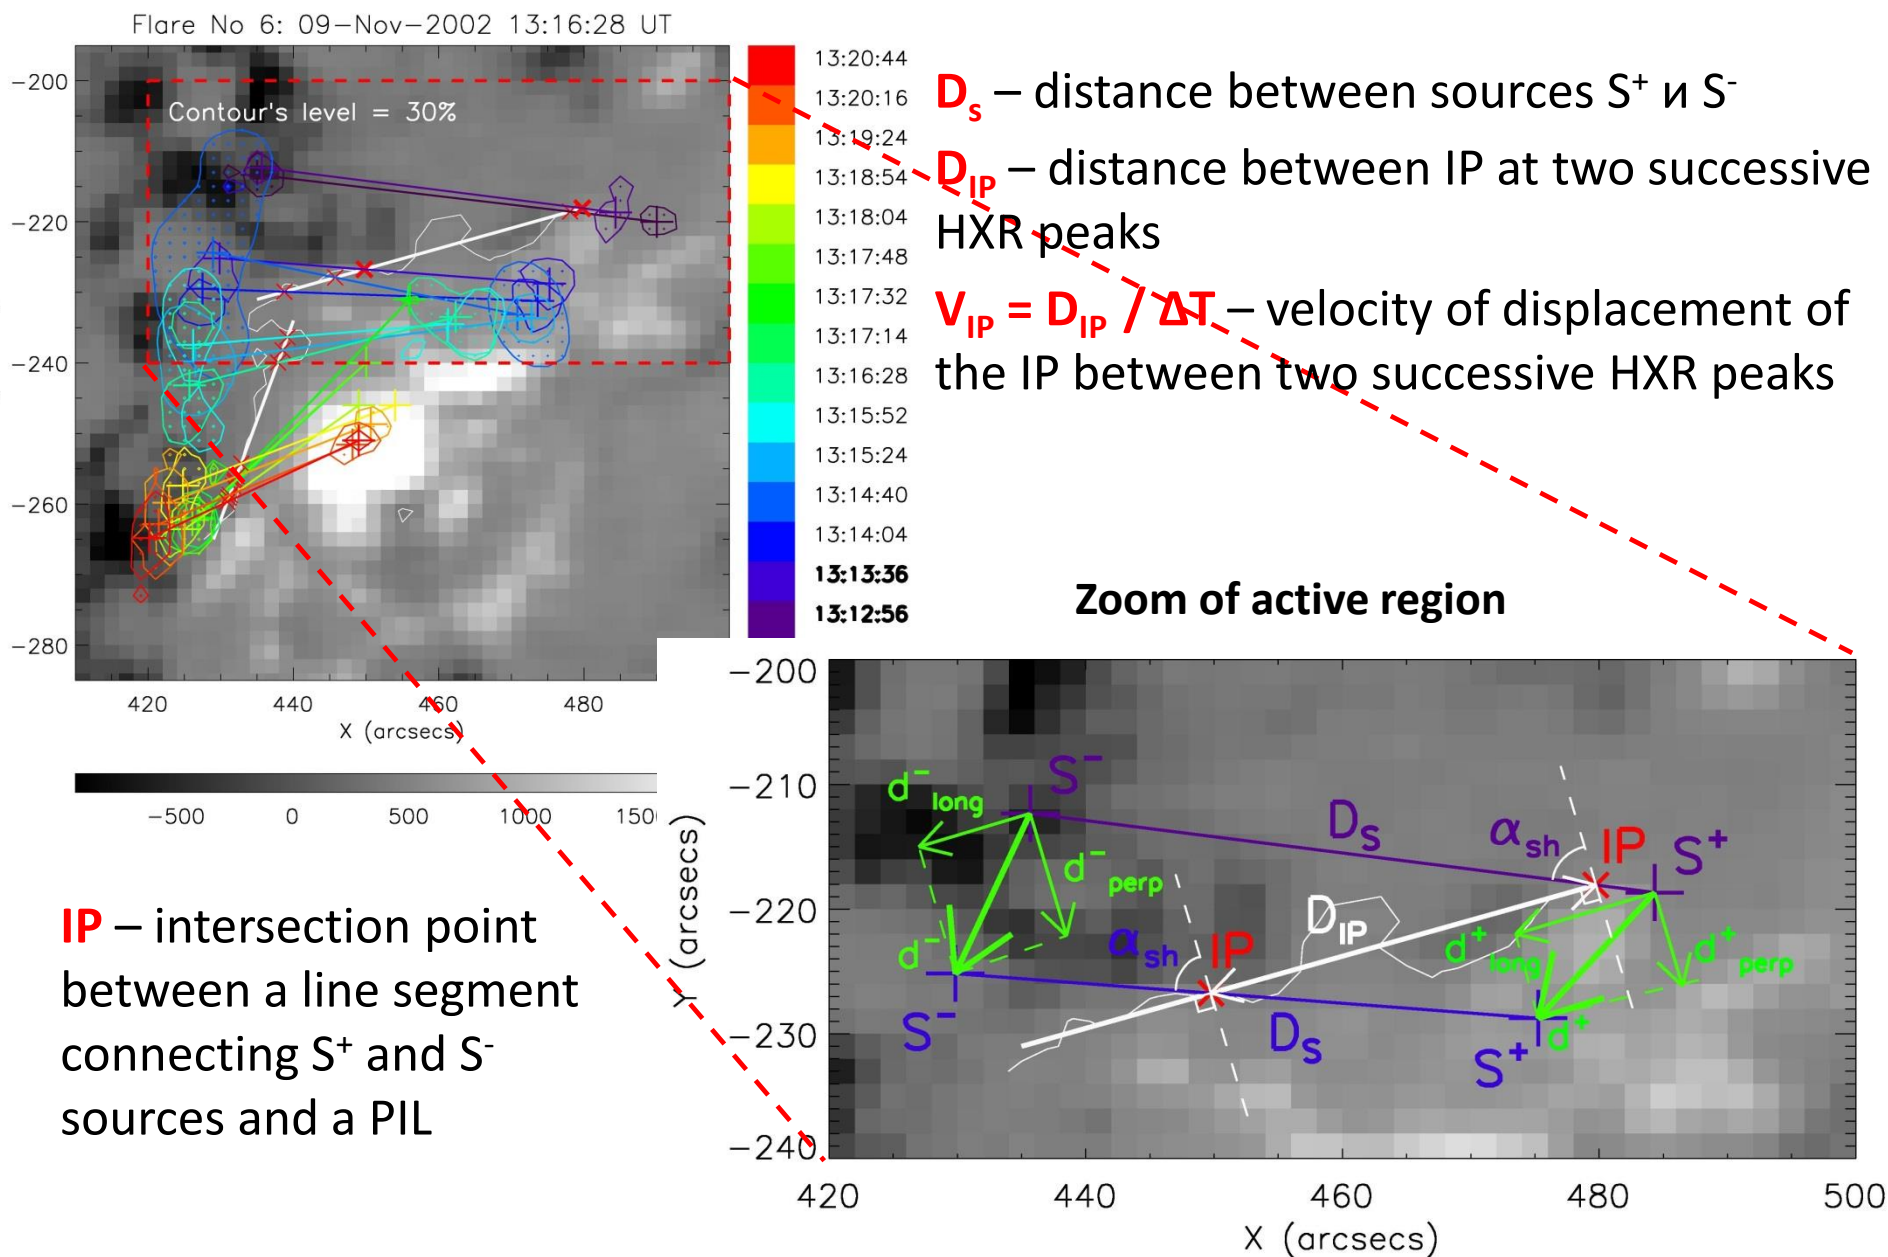 Flare No 6: 09-Nov-2002 13:16:28 UT
-200
-220
-240
-260
-280
Contour's level = 30%
420
440
460
480
X (arcsecs)
-500
0
500
1000
13:20:44
13:20:16
13:19:24
13:18:54
13:18:04
13:17:48
13:17:32
13:17:14
13:16:28
13:15:52
13:15:24
13:14:40
13:14:04
13:13:36
13:12:56
Ds – distance between sources S+ и S-
DIP – distance between IP at two successive
HXR peaks
VIP = DIP / ΔT – velocity of displacement of
the IP between two successive HXR peaks
Zoom of active region
IP – intersection point
between a line segment
connecting S+ and S-
sources and a PIL
-200
-210
-220
-230
-240
Y (arcsecs)
S-
d-long
d-perp
d-
S-
Ds
αsh
IP
S+
DIP
αsh
IP
d+long
d+perp
d+
Ds
S+
420
440
460
480
500
X (arcsecs)